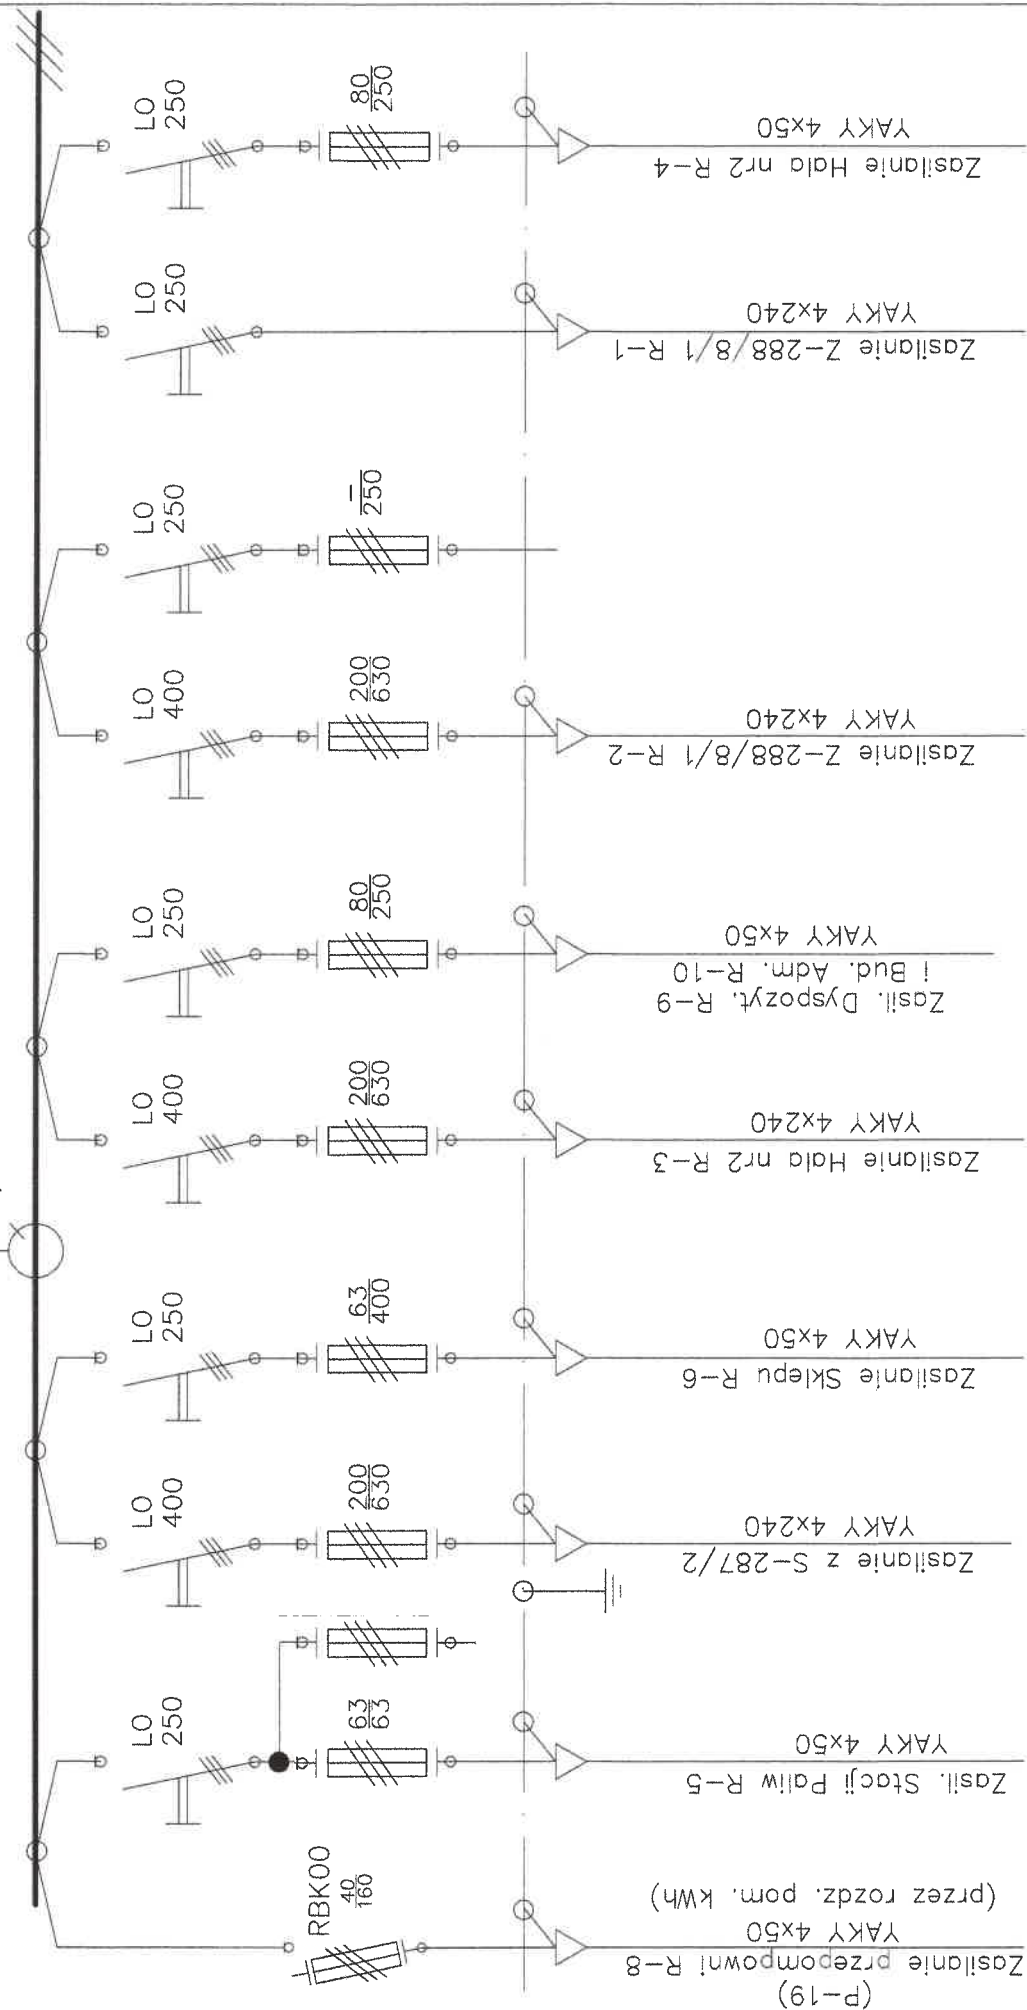 LO
250
80
250
YAKY 4x50
Zasilanie Hala nr2 R-4
LO
250
YAKY 4x240
Zasilanie Z-288/8/1 R-1
LO
250
-
250
LO
400
200
630
YAKY 4x240
Zasilanie Z-288/8/1 R-2
LO
250
80
250
YAKY 4x50
Zasil. Dyspozyt. R-9
i Bud. Adm. R-10
LO
400
200
630
YAKY 4x240
Zasilanie Hala nr2 R-3
LO
250
63
400
YAKY 4x50
Zasilanie Sklepu R-6
LO
400
200
630
YAKY 4x240
Zasilanie z S-287/2
LO
250
63
63
YAKY 4x50
Zasil. Stacji Paliw R-5
RBK00
40
160
(przez rozdz. pom. kWh)
YAKY 4x50
Zasilanie przepompowni R-8
(P-19)